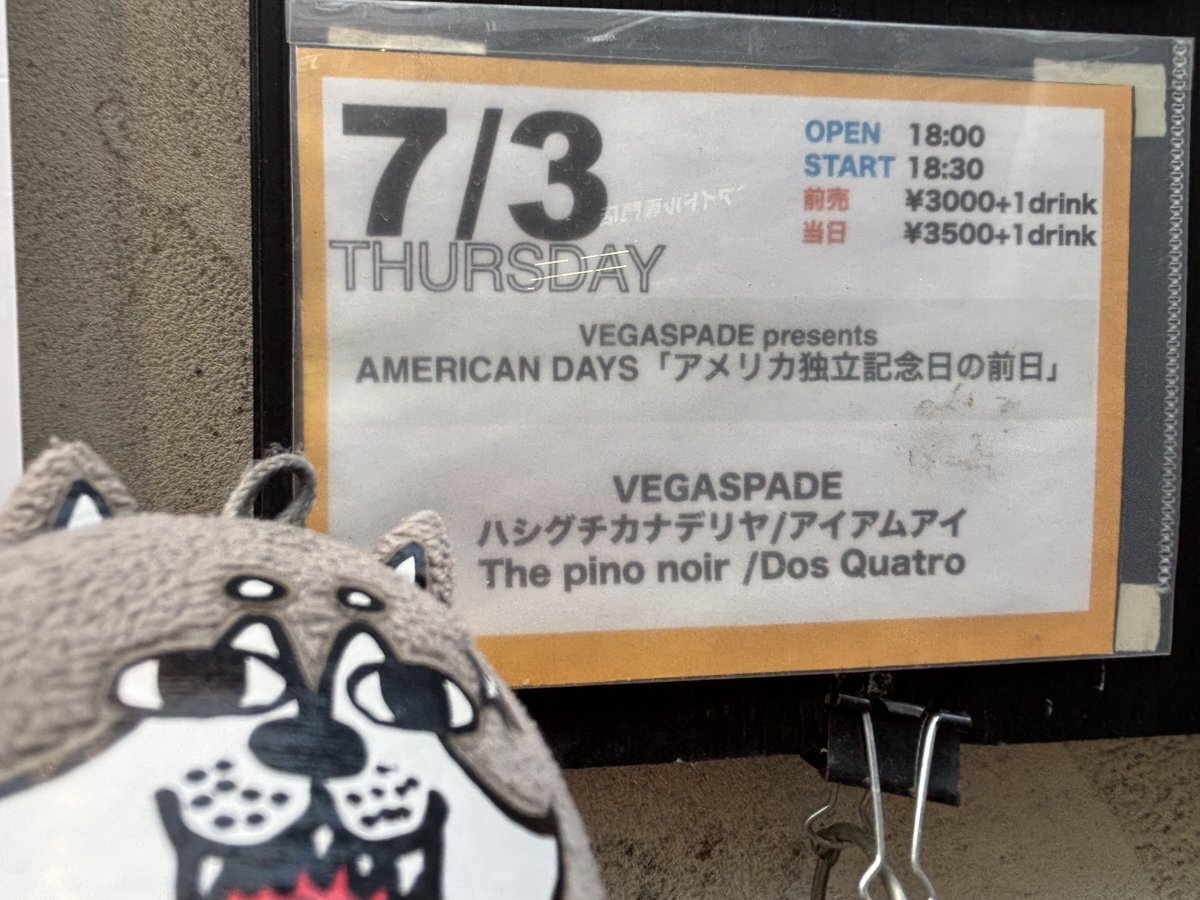 7/3
THURSDAY
OPEN 18:00
START 18:30
前売 ¥3000+1drink
当日 ¥3500+1drink
VEGASPADE presents
AMERICAN DAYS「アメリカ独立記念日の前日」
VEGASPADE
ハシグチカナデリヤ/アイアムアイ
The pino noir /Dos Quatro